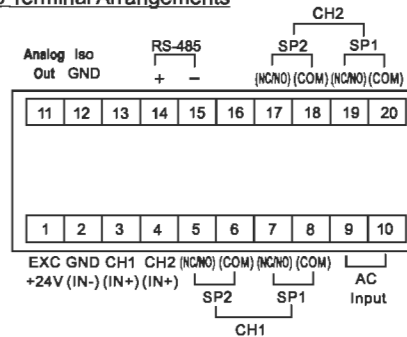 Terminal Arrangements
CH2
RS-485 SP2 SP1
Analog Iso
Out GND + − (NC/NO) (COM) (NC/NO) (COM)
11 12 13 14 15 16 17 18 19 20
1 2 3 4 5 6 7 8 9 10
EXC GND CH1 CH2 (NC/NO) (COM) (NC/NO) (COM) AC
+24V (IN-) (IN+) (IN+) SP2 SP1 Input
CH1